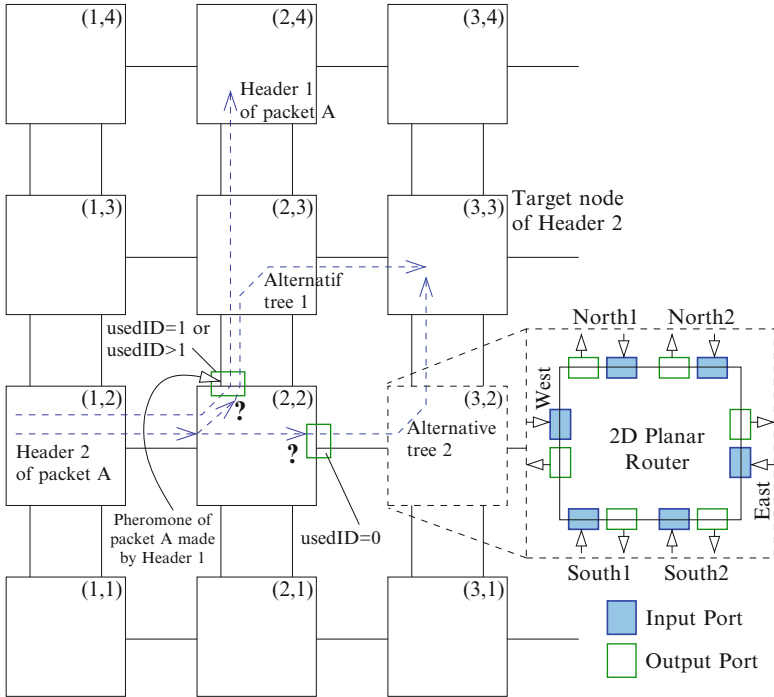 (1,4)
(2,4)
(3,4)
Header 1
of packet A
(1,3)
(2,3)
(3,3)
Target node
of Header 2
Alternatif
tree 1
usedID=1 or
usedID>1
(1,2)
(2,2)
(3,2)
?
?
Header 2
of packet A
Alternative
tree 2
Pheromone of
packet A made
by Header 1
usedID=0
North1
North2
West
2D Planar
Router
East
South1
South2
(1,1)
(2,1)
(3,1)
Input Port
Output Port